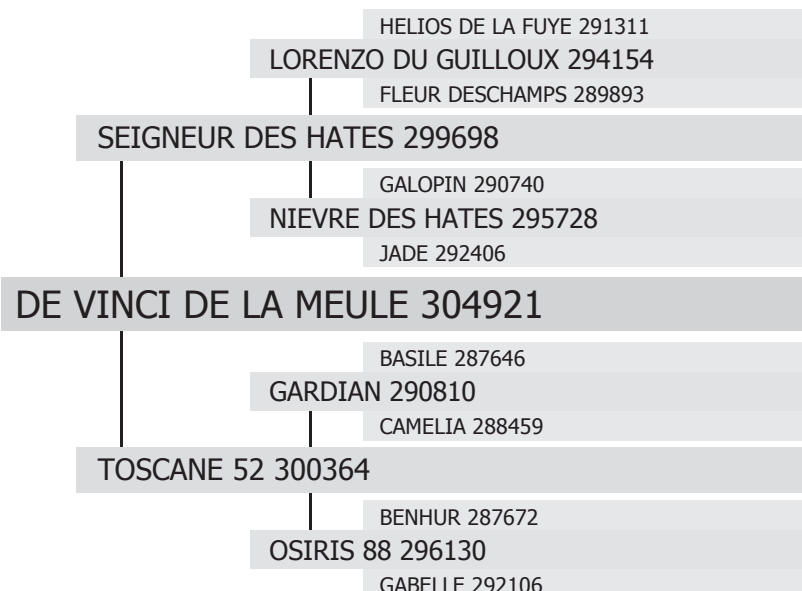 HELIOS DE LA FUYE 291311
LORENZO DU GUILLOUX 294154
FLEUR DESCHAMPS 289893
SEIGNEUR DES HATES 299698
GALOPIN 290740
NIEVRE DES HATES 295728
JADE 292406
DE VINCI DE LA MEULE 304921
BASILE 287646
GARDIAN 290810
CAMELIA 288459
TOSCANE 52 300364
BENHUR 287672
OSIRIS 88 296130
GABELLE 292106